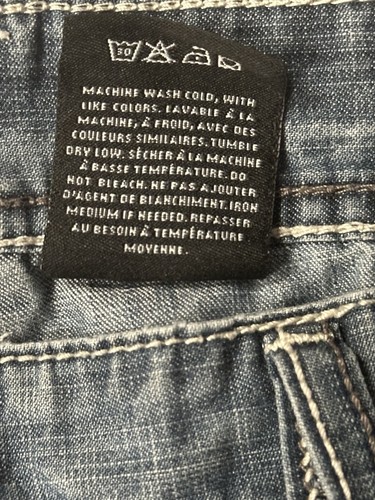 30
MACHINE WASH COLD, WITH
LIKE COLORS. LAVABLE À LA
MACHINE, À FROID, AVEC DES
COULEURS SIMILAIRES. TUMBLE
DRY LOW. SÉCHER À LA MACHINE
À BASSE TEMPÉRATURE. DO
NOT BLEACH. NE PAS AJOUTER
D'AGENT DE BLANCHIMENT. IRON
MEDIUM IF NEEDED. REPASSER
AU BESOIN À TEMPÉRATURE
MOYENNE.